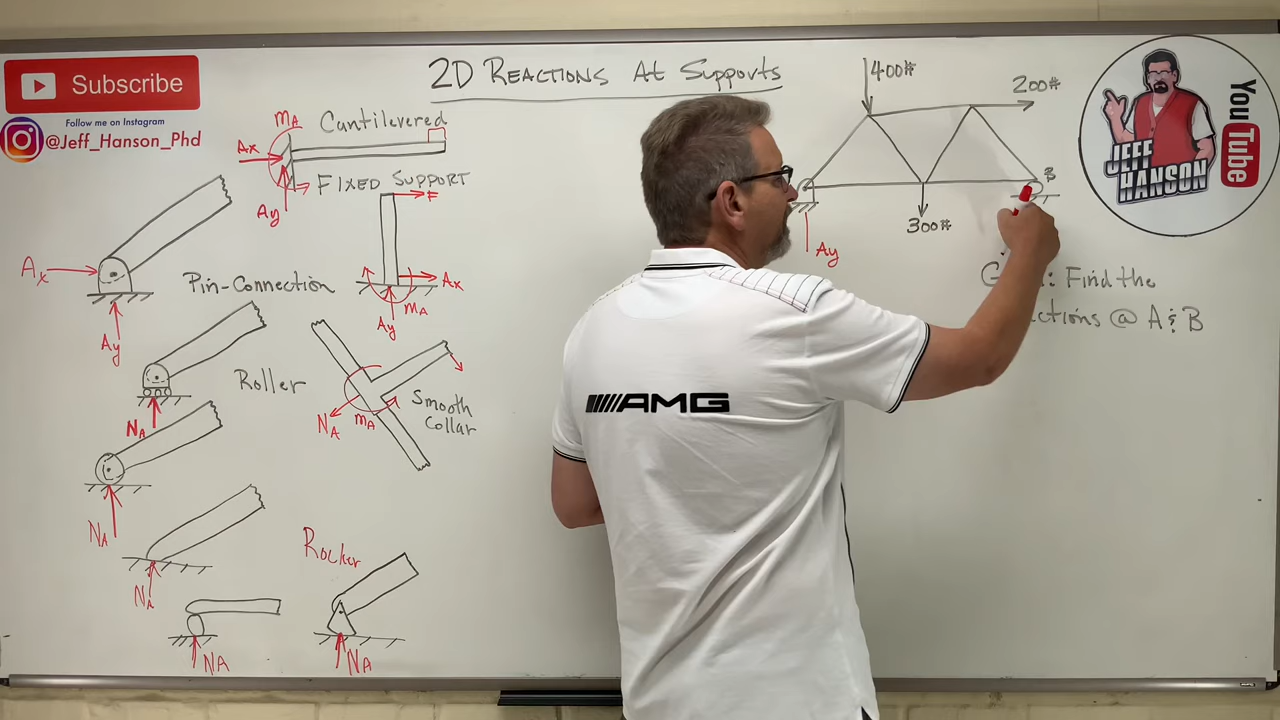 2D REACTIONS At Supports
Subscribe
Follow me on Instagram
@Jeff_Hanson_Phd
mA
Cantilevered
Ax
FIXED SUPPORT
Ay
F
Ax
Pin-Connection
Ay
Ax
mA
Ay
Roller
NA
Smooth
Collar
NA
mA
NA
NA
Rocker
NA
NA
400#
200#
B
300#
Ay
: Find the
ctions @ A & B
AMG
JEFF
HANSON
YouTube